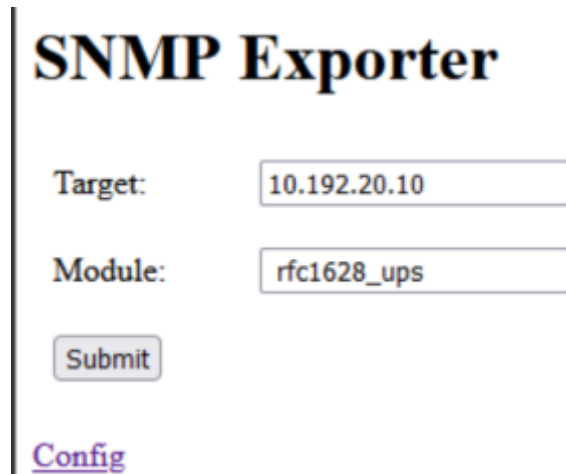 SNMP Exporter
Target: 10.192.20.10
Module: rfc1628_ups
Submit
Config